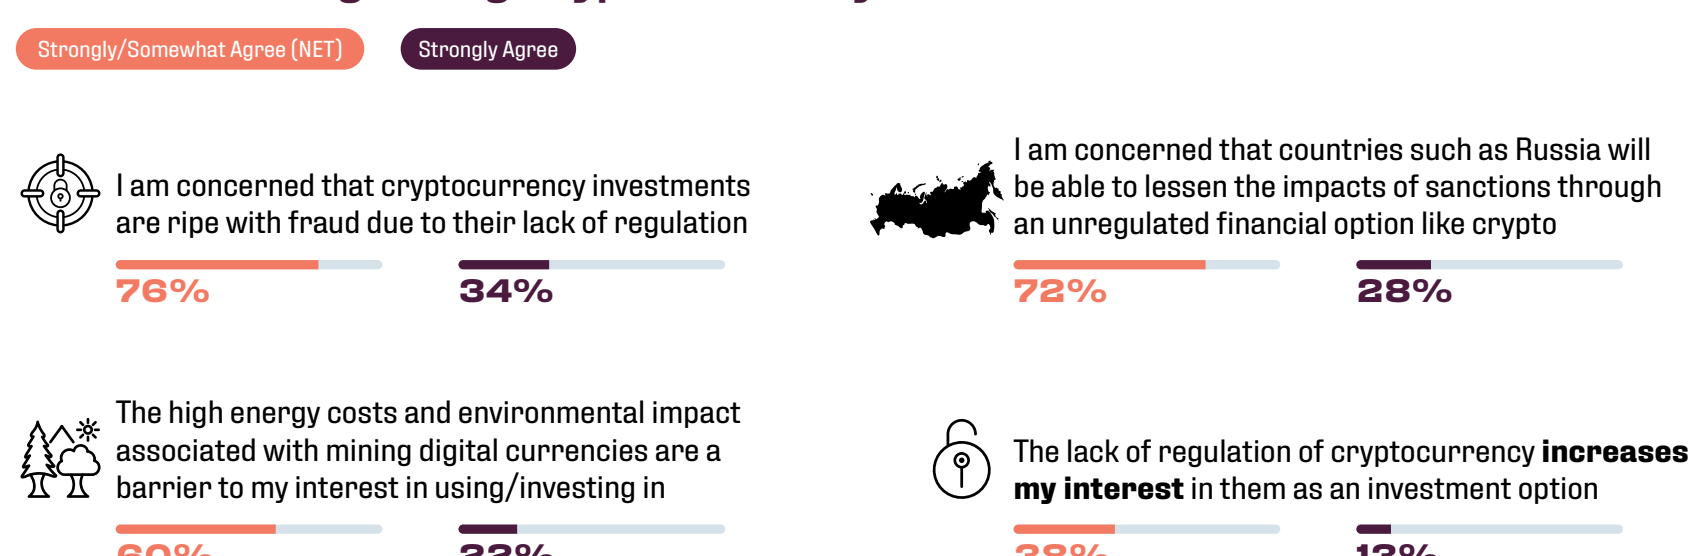 Strongly/Somewhat Agree (NET)
Strongly Agree
I am concerned that cryptocurrency investments
are ripe with fraud due to their lack of regulation
76%
34%
I am concerned that countries such as Russia will
be able to lessen the impacts of sanctions through
an unregulated financial option like crypto
72%
28%
The high energy costs and environmental impact
associated with mining digital currencies are a
barrier to my interest in using/investing in
60%
22%
The lack of regulation of cryptocurrency increases
my interest in them as an investment option
38%
13%